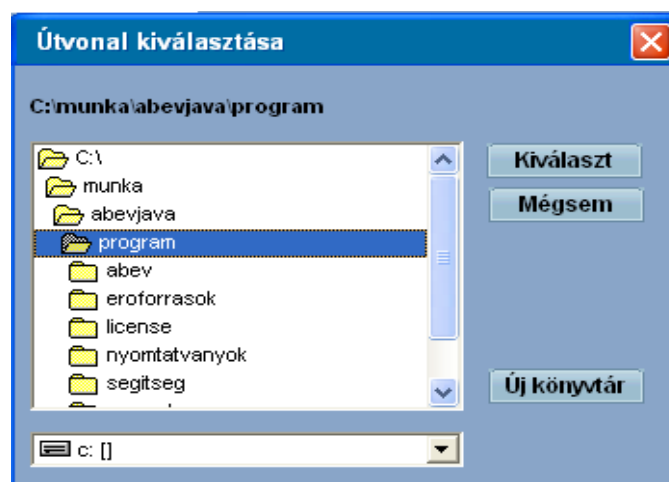 Útvonal kiválasztása
C:\munka\abevjava\program
C:\
munka
abevjava
program
abev
eroforrasok
license
nyomtatvanyok
segitseg
Kiválaszt
Mégsem
Új könyvtár
c: []